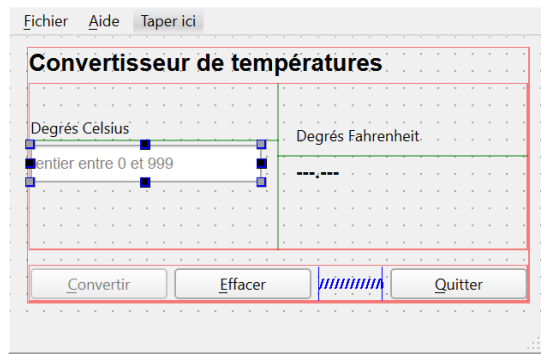 Fichier Aide Taper ici
Convertisseur de températures
Degrés Celsius
Degrés Fahrenheit
entier entre 0 et 999
---.---
Convertir Effacer Quitter